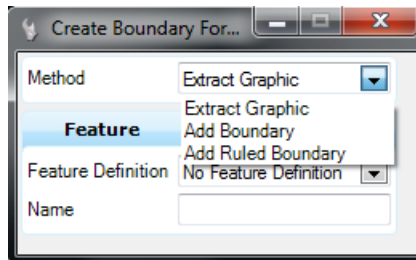 Create Boundary For...
Method Extract Graphic
Extract Graphic
Add Boundary
Add Ruled Boundary
Feature
Feature Definition No Feature Definition
Name